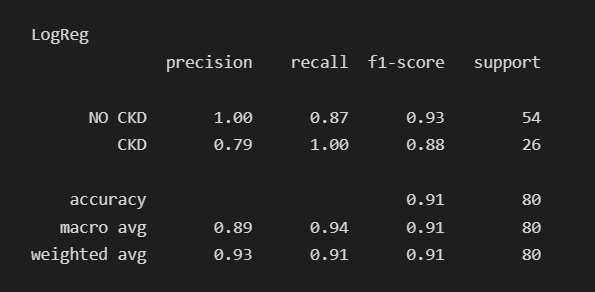 LogReg
precision recall f1-score support
NO CKD 1.00 0.87 0.93 54
CKD 0.79 1.00 0.88 26
accuracy 0.91 80
macro avg 0.89 0.94 0.91 80
weighted avg 0.93 0.91 0.91 80